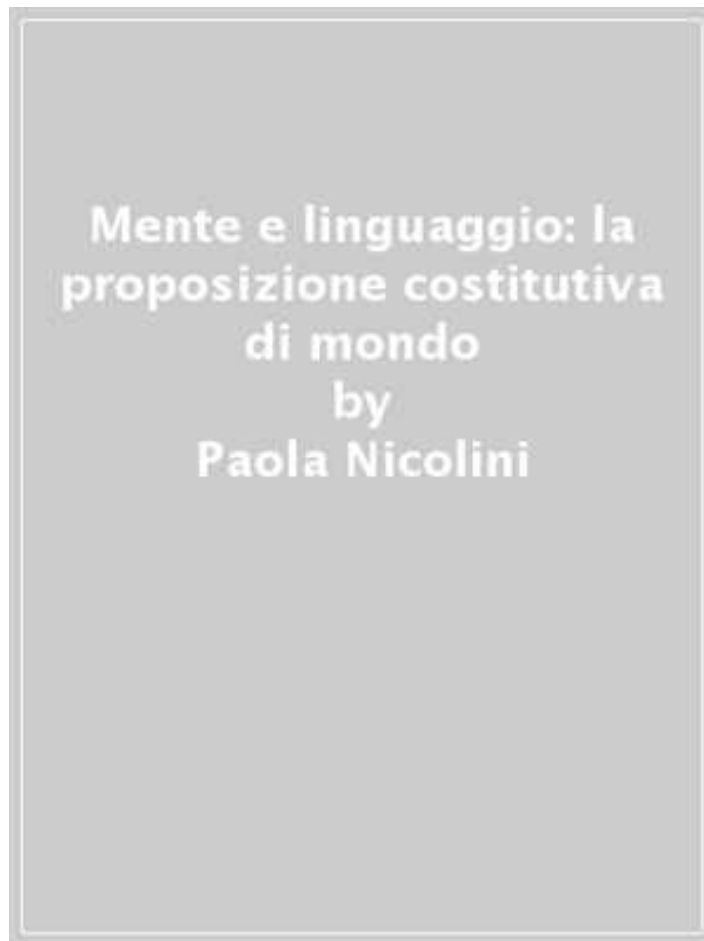 Mente e linguaggio: la
proposizione costitutiva
di mondo
by
Paola Nicolini